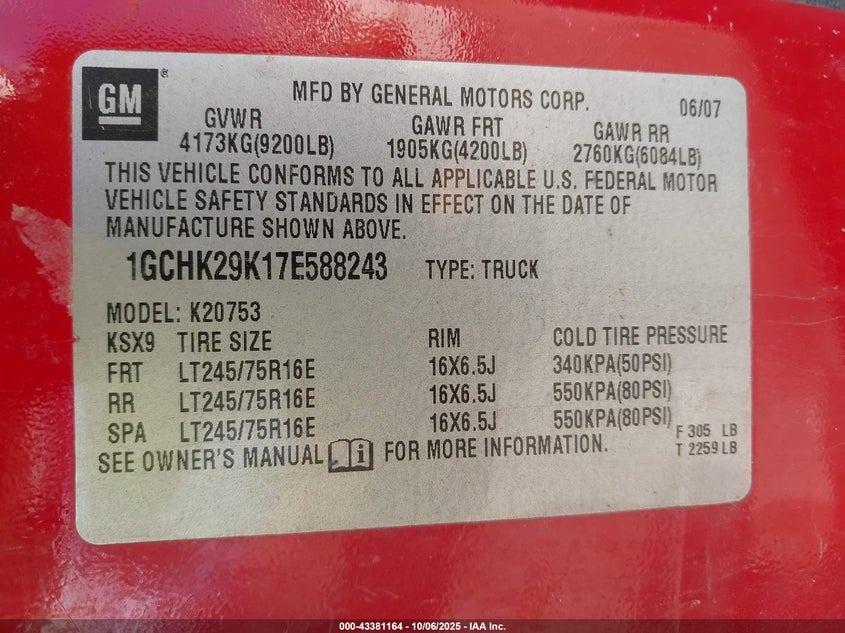 GM ®
MFD BY GENERAL MOTORS CORP. 06/07
GVWR GAWR FRT GAWR RR
4173KG(9200LB) 1905KG(4200LB) 2760KG(6084LB)
THIS VEHICLE CONFORMS TO ALL APPLICABLE U.S. FEDERAL MOTOR
VEHICLE SAFETY STANDARDS IN EFFECT ON THE DATE OF
MANUFACTURE SHOWN ABOVE.
1GCHK29K17E588243 TYPE: TRUCK
MODEL: K20753
KSX9 TIRE SIZE RIM COLD TIRE PRESSURE
FRT LT245/75R16E 16X6.5J 340KPA(50PSI)
RR LT245/75R16E 16X6.5J 550KPA(80PSI)
SPA LT245/75R16E 16X6.5J 550KPA(80PSI) F 305 LB
SEE OWNER'S MANUAL i FOR MORE INFORMATION. T 2259 LB
000-43381164 - 10/06/2025 - IAA Inc.